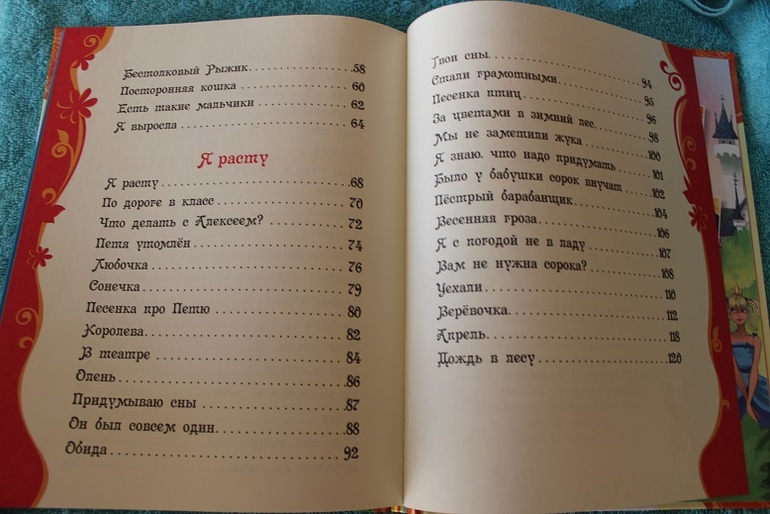 Бестолковый Рыжик....................58
Посторонняя кошка....................60
Есть такие мальчики..................62
Я выросла............................64
Я расту
Я расту..............................68
По дороге в класс....................70
Что делать с Алексеем?...............72
Петя утомлён.........................74
Любочка..............................76
Сонечка..............................79
Песенка про Петю.....................80
Королева.............................82
В театре.............................84
Олень................................86
Придумываю сны.......................87
Он был совсем один...................88
Обида................................92
Твои сны.............................94
Стали грамотными.....................95
Песенка птиц.........................96
За цветами в зимний лес..............98
Мы не заметили жука..................100
Я знаю, что надо придумать...........101
Было у бабушки сорок внучат..........102
Пёстрый барабанщик...................104
Весенняя гроза.......................106
Я с погодой не в ладу................107
Вам не нужна сорока?.................108
Уехали...............................110
Верёвочка............................112
Апрель...............................118
Дождь в лесу.........................120